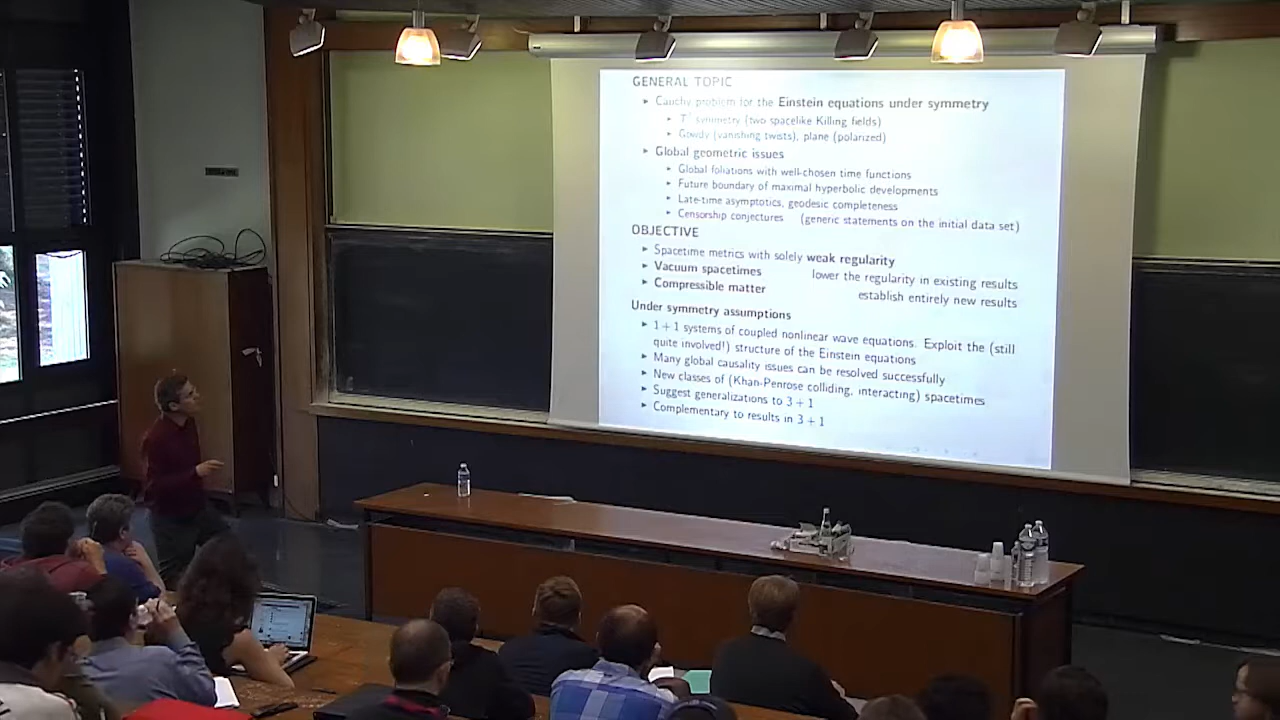 GENERAL TOPIC
▸ Cauchy problem for the Einstein equations under symmetry
▸ T² symmetry (two spacelike Killing fields)
▸ Gowdy (vanishing twists), plane (polarized)
▸ Global geometric issues
▸ Global foliations with well-chosen time functions
▸ Future boundary of maximal hyperbolic developments
▸ Late-time asymptotics, geodesic completeness
▸ Censorship conjectures (generic statements on the initial data set)
OBJECTIVE
▸ Spacetime metrics with solely weak regularity
▸ Vacuum spacetimes lower the regularity in existing results
▸ Compressible matter establish entirely new results
Under symmetry assumptions
▸ 1 + 1 systems of coupled nonlinear wave equations. Exploit the (still
quite involved!) structure of the Einstein equations
▸ Many global causality issues can be resolved successfully
▸ New classes of (Khan-Penrose colliding, interacting) spacetimes
▸ Suggest generalizations to 3 + 1
▸ Complementary to results in 3 + 1